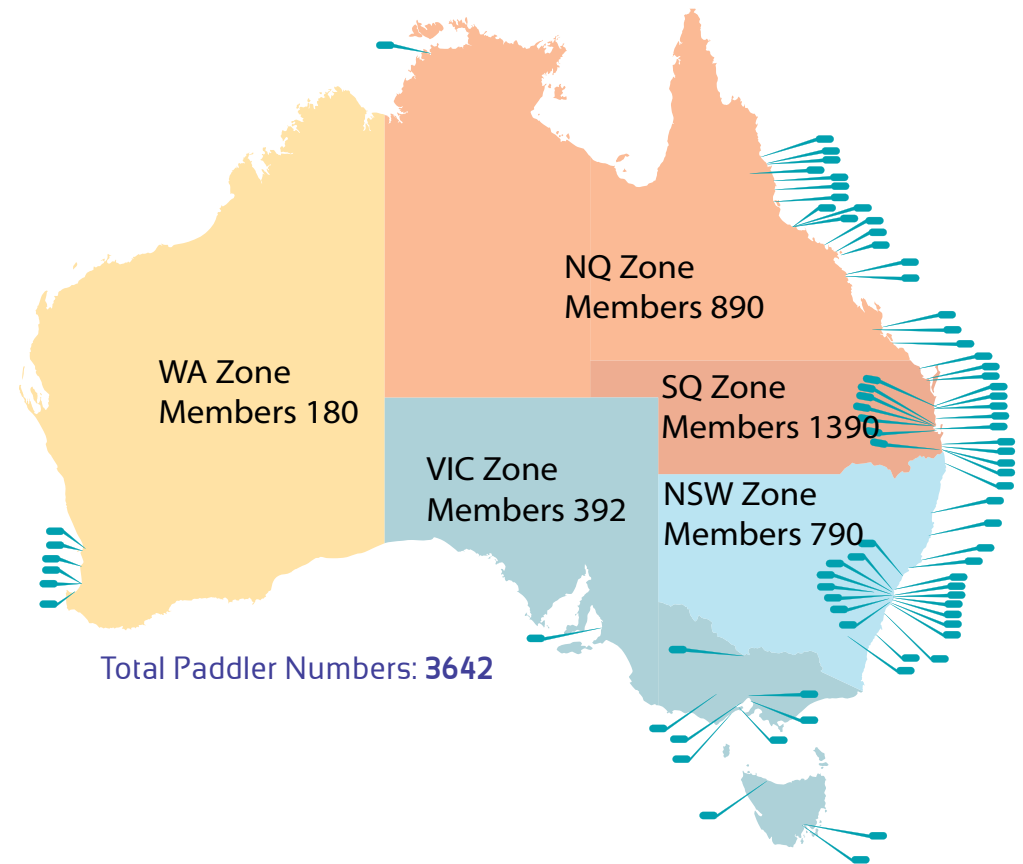 NQ Zone
Members 890
WA Zone
Members 180
SQ Zone
Members 1390
VIC Zone
Members 392
NSW Zone
Members 790
Total Paddler Numbers: 3642